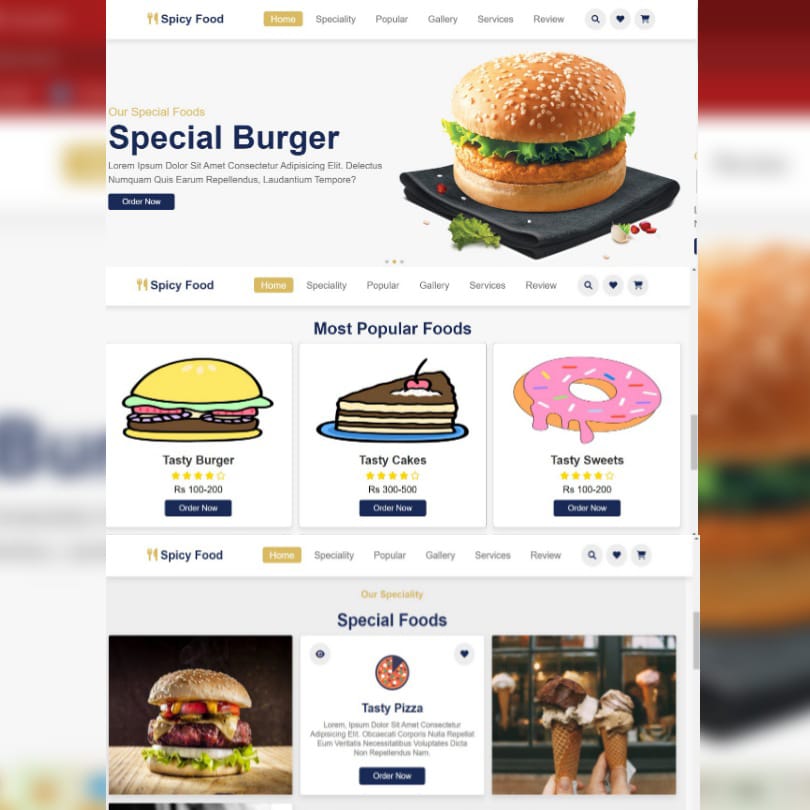 Spicy Food Home Speciality Popular Gallery Services Review
Our Special Foods
Special Burger
Lorem Ipsum Dolor Sit Amet Consectetur Adipisicing Elit. Delectus
Numquam Quis Earum Repellendus, Laudantium Tempore?
Order Now
Spicy Food Home Speciality Popular Gallery Services Review
Most Popular Foods
Tasty Burger Tasty Cakes Tasty Sweets
Rs 100-200 Rs 300-500 Rs 100-200
Order Now Order Now Order Now
Spicy Food Home Speciality Popular Gallery Services Review
Our Speciality
Special Foods
Tasty Pizza
Lorem, Ipsum Dolor Sit Amet Consectetur
Adipisicing Elit. Obcaecati Corporis Nulla Repellat
Eum Veritatis Necessitatibus Voluptates Dicta
Non Repellendus Nam.
Order Now